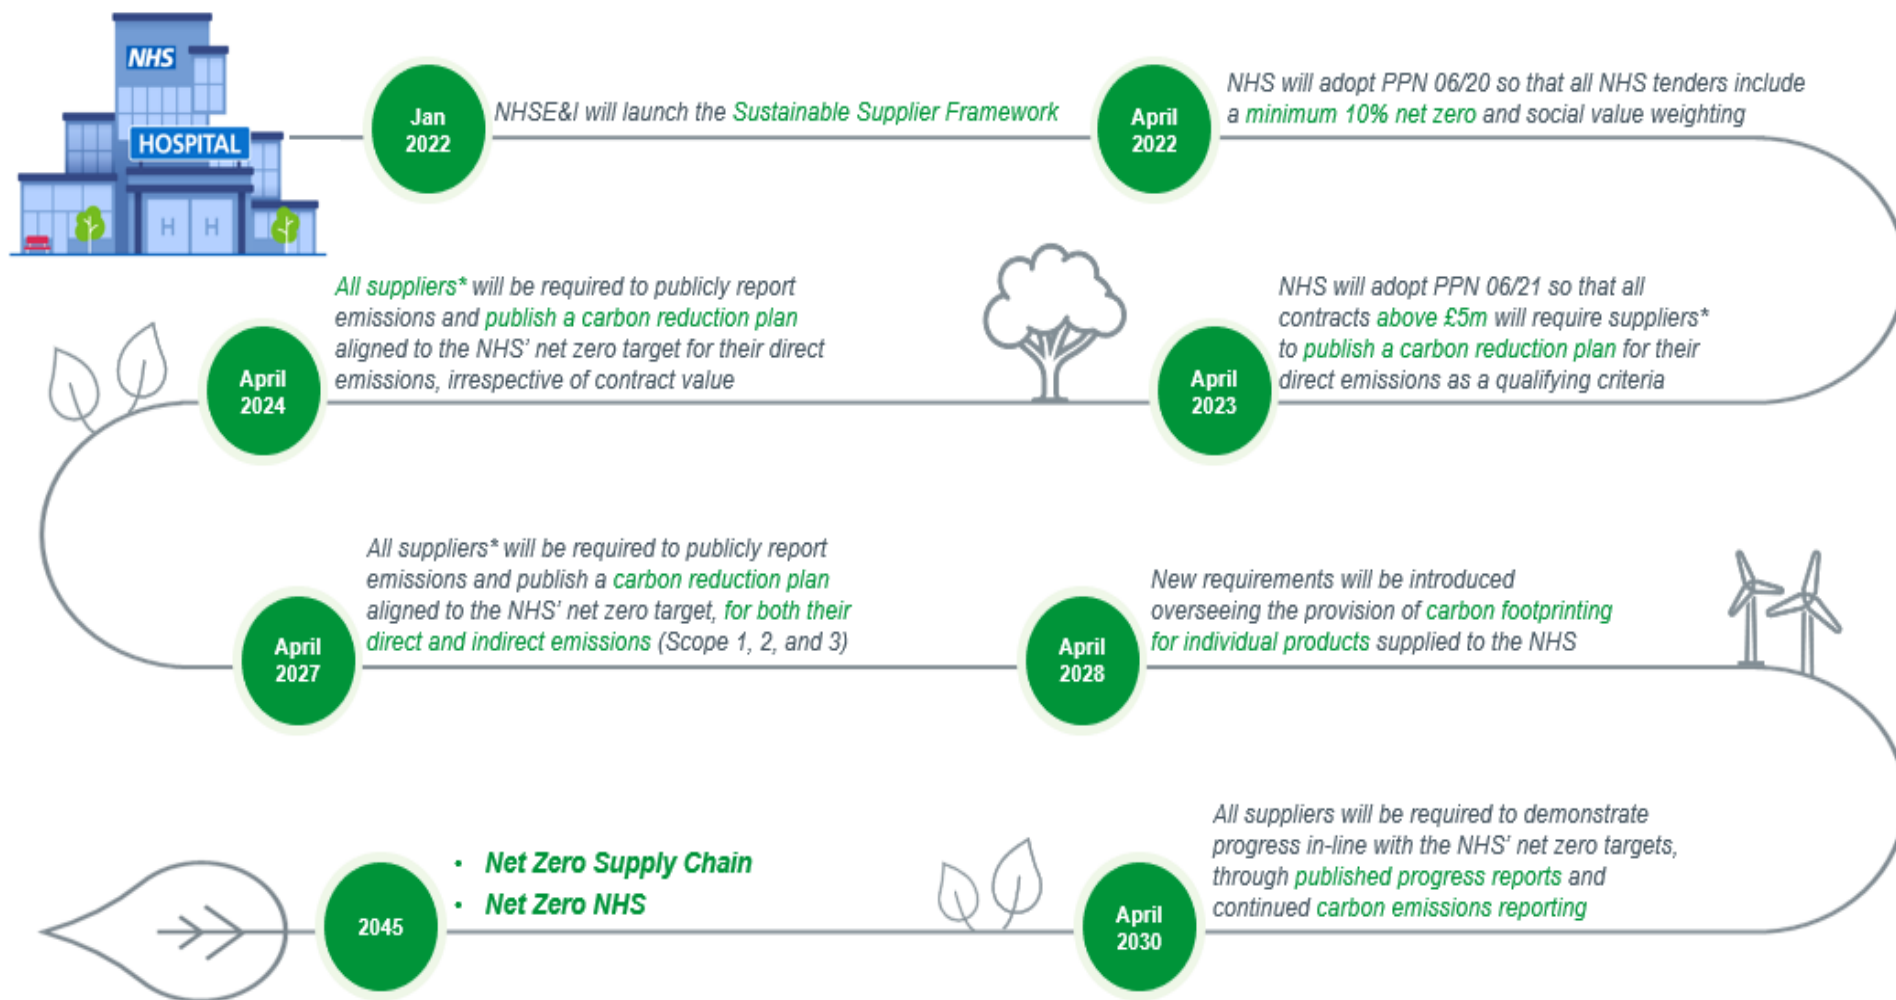 NHS
HOSPITAL
H H
Jan
2022
NHSE&I will launch the Sustainable Supplier Framework
April
2022
NHS will adopt PPN 06/20 so that all NHS tenders include
a minimum 10% net zero and social value weighting
April
2023
NHS will adopt PPN 06/21 so that all
contracts above £5m will require suppliers*
to publish a carbon reduction plan for their
direct emissions as a qualifying criteria
April
2024
All suppliers* will be required to publicly report
emissions and publish a carbon reduction plan
aligned to the NHS' net zero target for their direct
emissions, irrespective of contract value
April
2027
All suppliers* will be required to publicly report
emissions and publish a carbon reduction plan
aligned to the NHS' net zero target, for both their
direct and indirect emissions (Scope 1, 2, and 3)
April
2028
New requirements will be introduced
overseeing the provision of carbon footprinting
for individual products supplied to the NHS
April
2030
All suppliers will be required to demonstrate
progress in-line with the NHS' net zero targets,
through published progress reports and
continued carbon emissions reporting
2045
• Net Zero Supply Chain
• Net Zero NHS